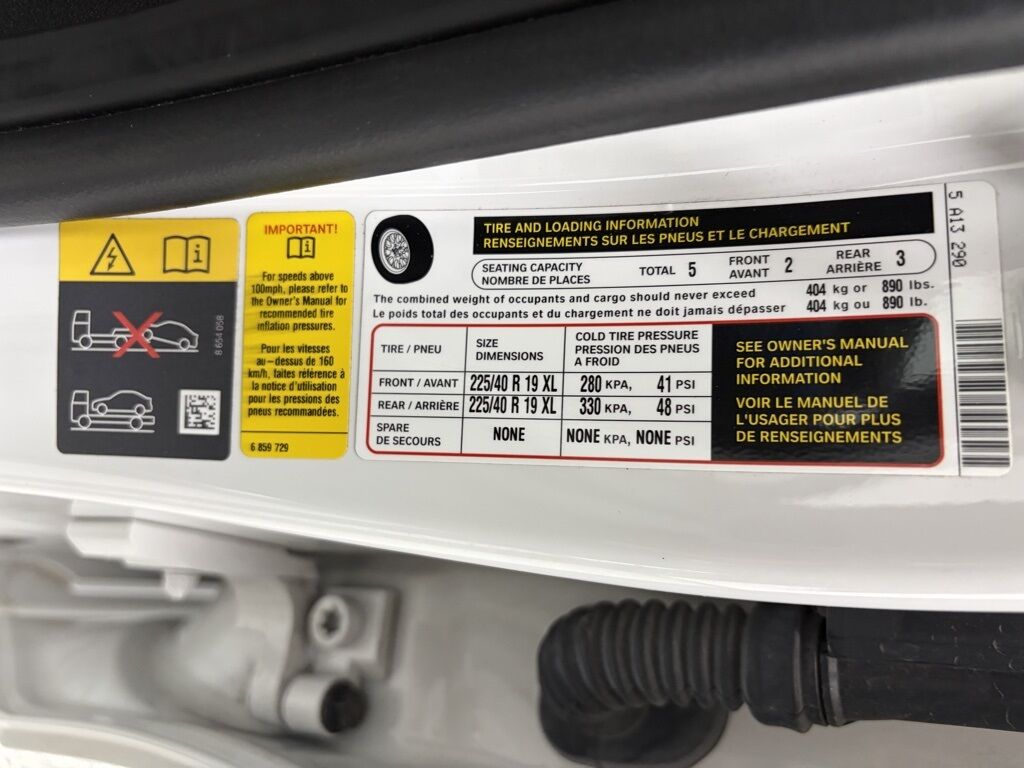 8 654 058
IMPORTANT!
For speeds above
100mph, please refer to
the Owner's Manual for
recommended tire
inflation pressures.
Pour les vitesses
au-dessus de 160
km/h, faites référence à
la notice d'utilisation
pour les pressions des
pneus recommandées.
6 859 729
TIRE AND LOADING INFORMATION
RENSEIGNEMENTS SUR LES PNEUS ET LE CHARGEMENT
SEATING CAPACITY
NOMBRE DE PLACES
TOTAL 5
FRONT
AVANT 2
REAR
ARRIÈRE 3
The combined weight of occupants and cargo should never exceed 404 kg or 890 lbs.
Le poids total des occupants et du chargement ne doit jamais dépasser 404 kg ou 890 lb.
TIRE / PNEU
SIZE
DIMENSIONS
COLD TIRE PRESSURE
PRESSION DES PNEUS
A FROID
FRONT / AVANT 225/40 R 19 XL 280 KPA, 41 PSI
REAR / ARRIÈRE 225/40 R 19 XL 330 KPA, 48 PSI
SPARE
DE SECOURS
NONE
NONE KPA, NONE PSI
SEE OWNER'S MANUAL
FOR ADDITIONAL
INFORMATION
VOIR LE MANUEL DE
L'USAGER POUR PLUS
DE RENSEIGNEMENTS
5 A13 290